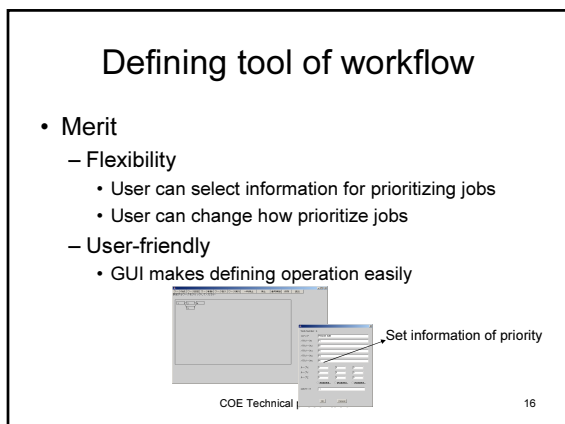 Defining tool of workflow
• Merit
– Flexibility
• User can select information for prioritizing jobs
• User can change how prioritize jobs
– User-friendly
• GUI makes defining operation easily
Set information of priority
COE Technical
16